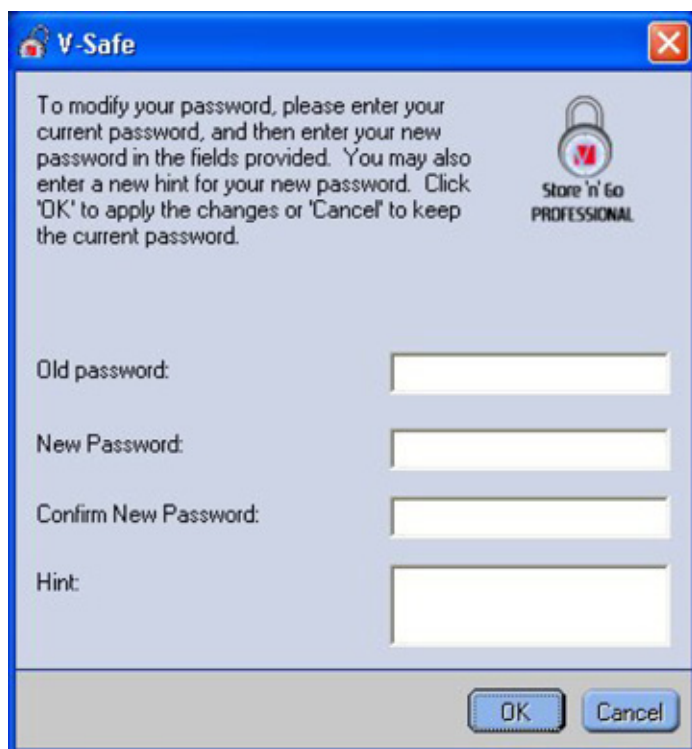 V-Safe
To modify your password, please enter your
current password, and then enter your new
password in the fields provided. You may also
enter a new hint for your new password. Click
'OK' to apply the changes or 'Cancel' to keep
the current password.
Store 'n' Go
PROFESSIONAL
Old password:
New Password:
Confirm New Password:
Hint:
OK
Cancel